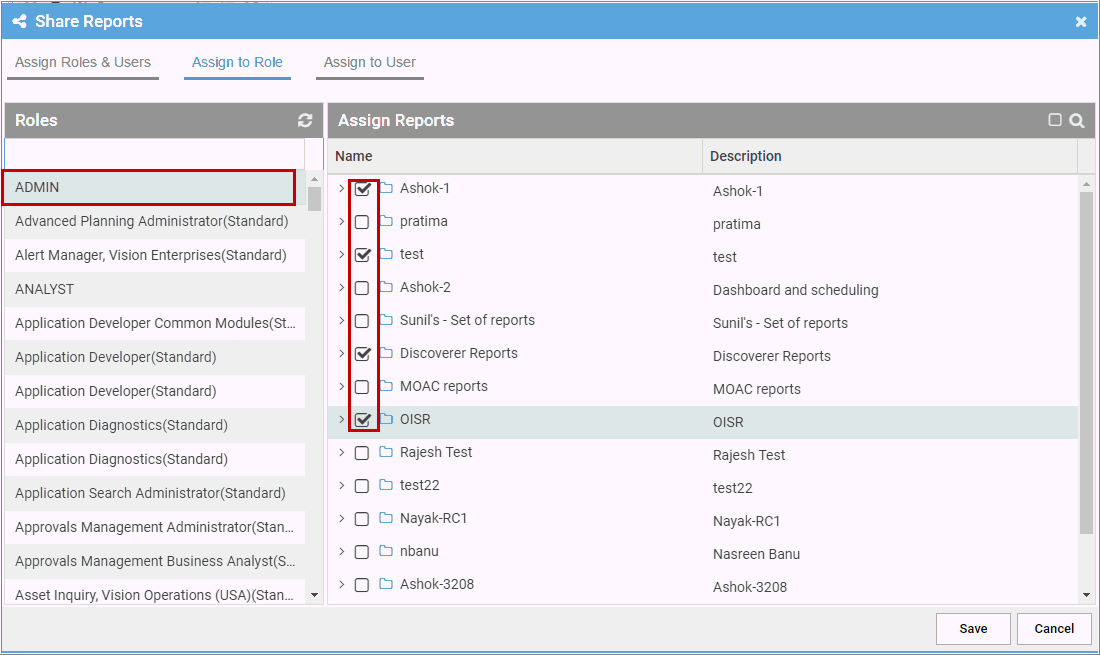 Share Reports
Assign Roles & Users
Assign to Role
Assign to User
Roles
ADMIN
Advanced Planning Administrator(Standard)
Alert Manager, Vision Enterprises(Standard)
ANALYST
Application Developer Common Modules(St...
Application Developer(Standard)
Application Developer(Standard)
Application Diagnostics(Standard)
Application Diagnostics(Standard)
Application Search Administrator(Standard)
Approvals Management Administrator(Stan...
Approvals Management Business Analyst(S...
Asset Inquiry, Vision Operations (USA)(Stan...
Assign Reports
Name Description
Ashok-1 Ashok-1
pratima pratima
test test
Ashok-2 Dashboard and scheduling
Sunil's - Set of reports Sunil's - Set of reports
Discoverer Reports Discoverer Reports
MOAC reports MOAC reports
OISR OISR
Rajesh Test Rajesh Test
test22 test22
Nayak-RC1 Nayak-RC1
nbanu Nasreen Banu
Ashok-3208 Ashok-3208
Save Cancel